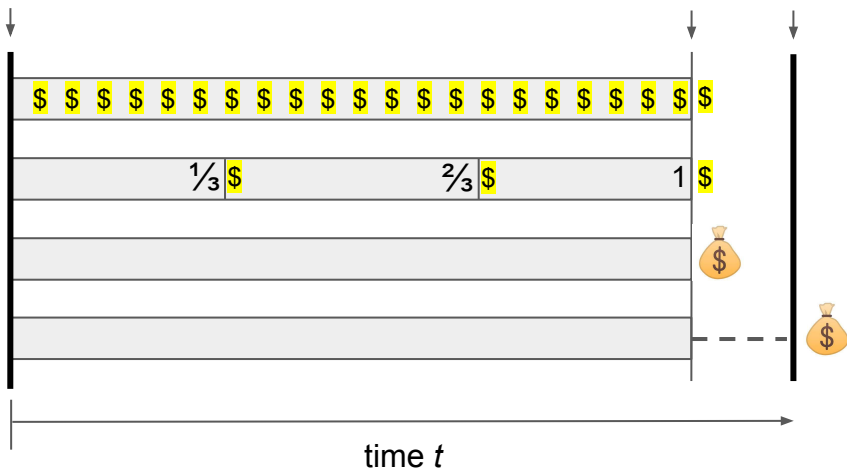 $ $ $ $ $ $ $ $ $ $ $ $ $ $ $ $ $ $ $ $ $ $
⅓ $ ⅔ $ 1 $
$
$
time t